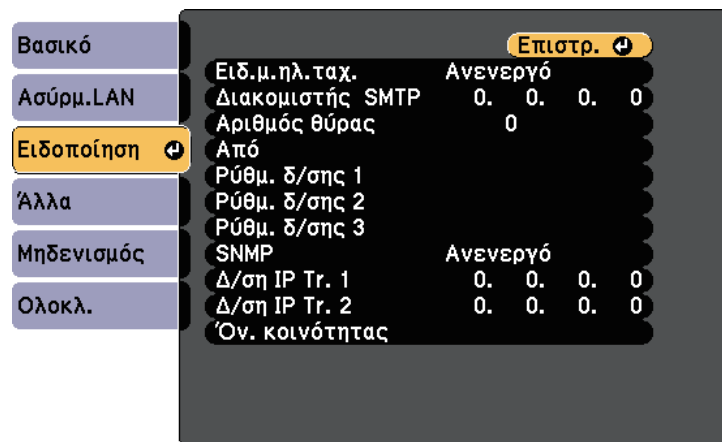 Βασικό
Ασύρμ.LAN
Ειδοποίηση
Άλλα
Μηδενισμός
Ολοκλ.
Επιστρ.
Ειδ.μ.ηλ.ταχ. Ανενεργό
Διακομιστής SMTP 0. 0. 0. 0
Αριθμός θύρας 0
Από
Ρύθμ. δ/σης 1
Ρύθμ. δ/σης 2
Ρύθμ. δ/σης 3
SNMP Ανενεργό
Δ/ση IP Tr. 1 0. 0. 0. 0
Δ/ση IP Tr. 2 0. 0. 0. 0
Όν. κοινότητας